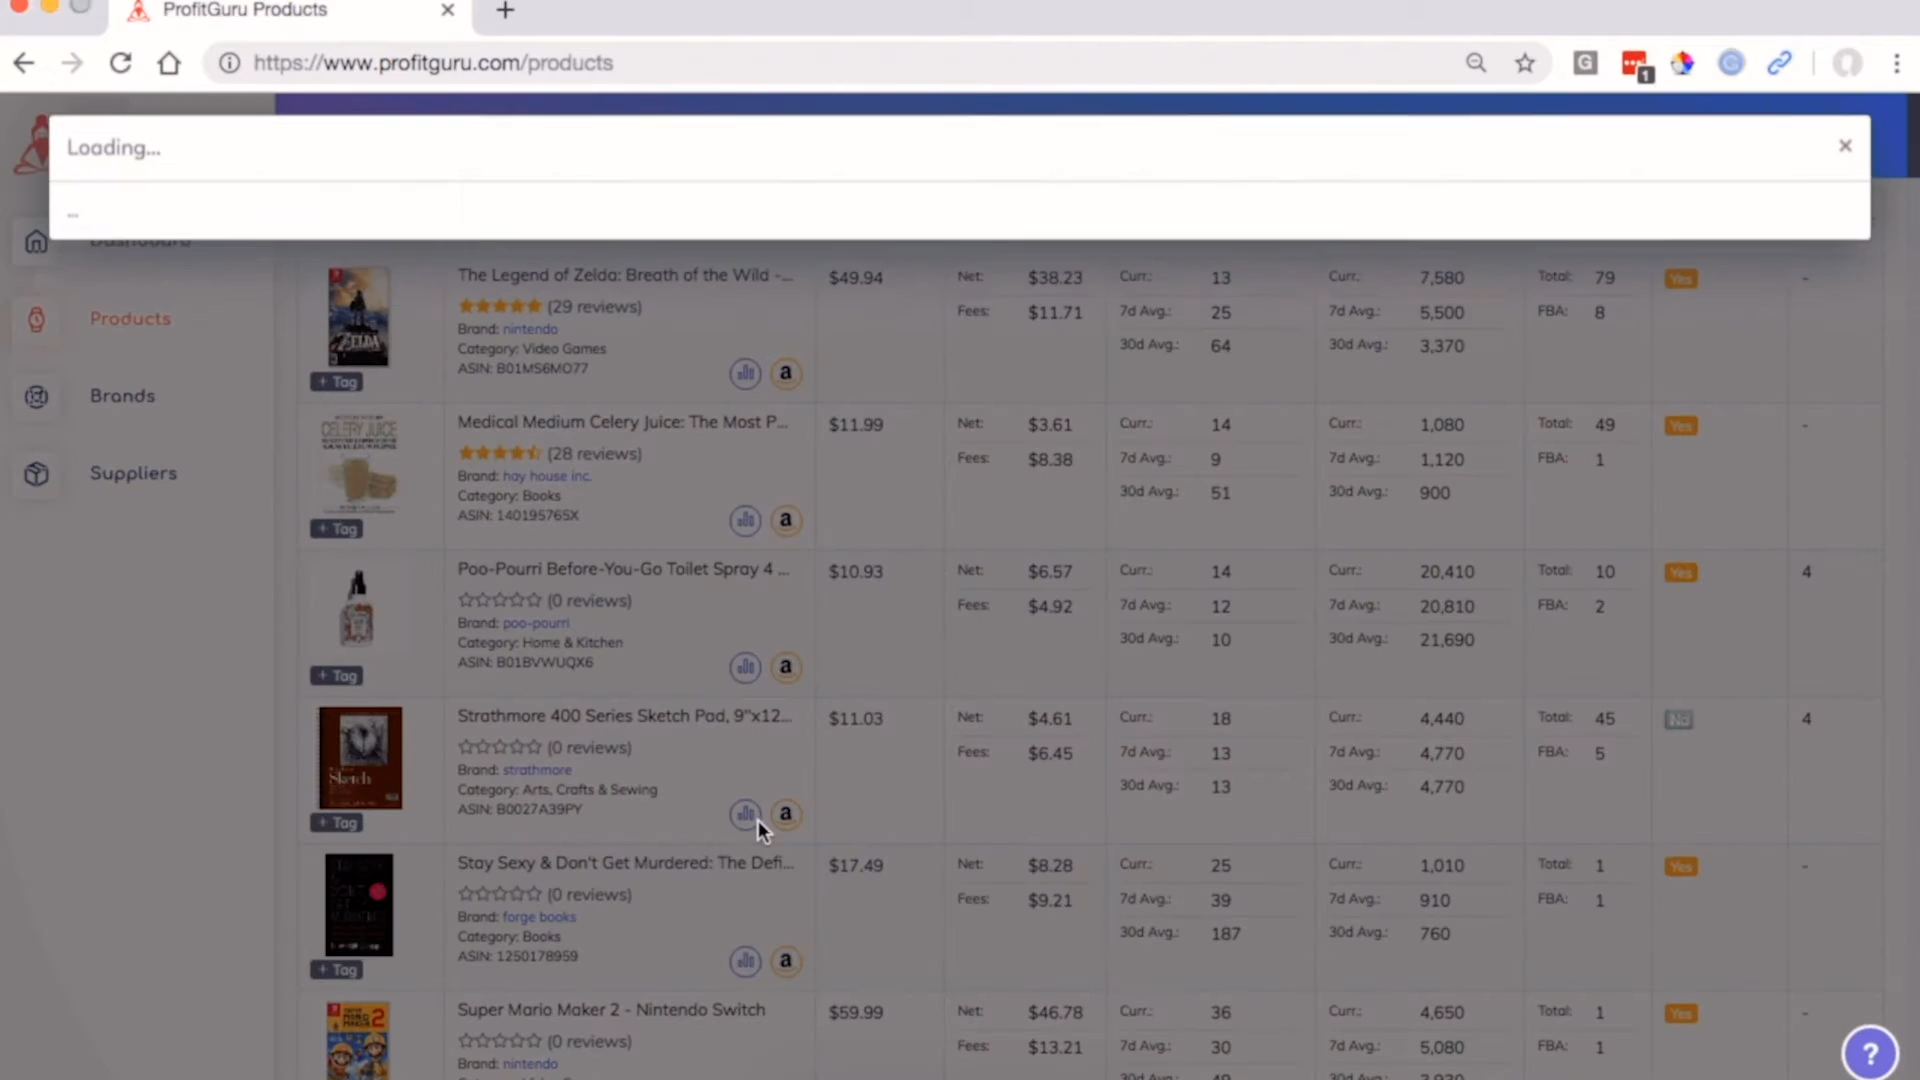 ProfitGuru Products
https://www.profitguru.com/products
G
1
Loading...
...
Dashboard
Products
Brands
Suppliers
The Legend of Zelda: Breath of the Wild -...
(29 reviews)
Brand: nintendo
Category: Video Games
ASIN: B01MS6MO77
+ Tag
a
$49.94
Net: $38.23
Fees: $11.71
Curr.: 13
7d Avg.: 25
30d Avg.: 64
Curr.: 7,580
7d Avg.: 5,500
30d Avg.: 3,370
Total: 79
FBA: 8
Yes
-
ZELDA
Medical Medium Celery Juice: The Most P...
(28 reviews)
Brand: hay house inc.
Category: Books
ASIN: 140195765X
+ Tag
a
$11.99
Net: $3.61
Fees: $8.38
Curr.: 14
7d Avg.: 9
30d Avg.: 51
Curr.: 1,080
7d Avg.: 1,120
30d Avg.: 900
Total: 49
FBA: 1
Yes
-
CELERY JUICE
Poo-Pourri Before-You-Go Toilet Spray 4 ...
(0 reviews)
Brand: poo-pourri
Category: Home & Kitchen
ASIN: B01BVWUQX6
+ Tag
a
$10.93
Net: $6.57
Fees: $4.92
Curr.: 14
7d Avg.: 12
30d Avg.: 10
Curr.: 20,410
7d Avg.: 20,810
30d Avg.: 21,690
Total: 10
FBA: 2
Yes
4
Strathmore 400 Series Sketch Pad, 9"x12...
(0 reviews)
Brand: strathmore
Category: Arts, Crafts & Sewing
ASIN: B0027A39PY
+ Tag
a
$11.03
Net: $4.61
Fees: $6.45
Curr.: 18
7d Avg.: 13
30d Avg.: 13
Curr.: 4,440
7d Avg.: 4,770
30d Avg.: 4,770
Total: 45
FBA: 5
No
4
Sketch
Stay Sexy & Don't Get Murdered: The Defi...
(0 reviews)
Brand: forge books
Category: Books
ASIN: 1250178959
+ Tag
a
$17.49
Net: $8.28
Fees: $9.21
Curr.: 25
7d Avg.: 39
30d Avg.: 187
Curr.: 1,010
7d Avg.: 910
30d Avg.: 760
Total: 1
FBA: 1
Yes
-
Super Mario Maker 2 - Nintendo Switch
(0 reviews)
Brand: nintendo
$59.99
Net: $46.78
Fees: $13.21
Curr.: 36
7d Avg.: 30
Curr.: 4,650
7d Avg.: 5,080
Total: 1
FBA: 1
Yes
-
?